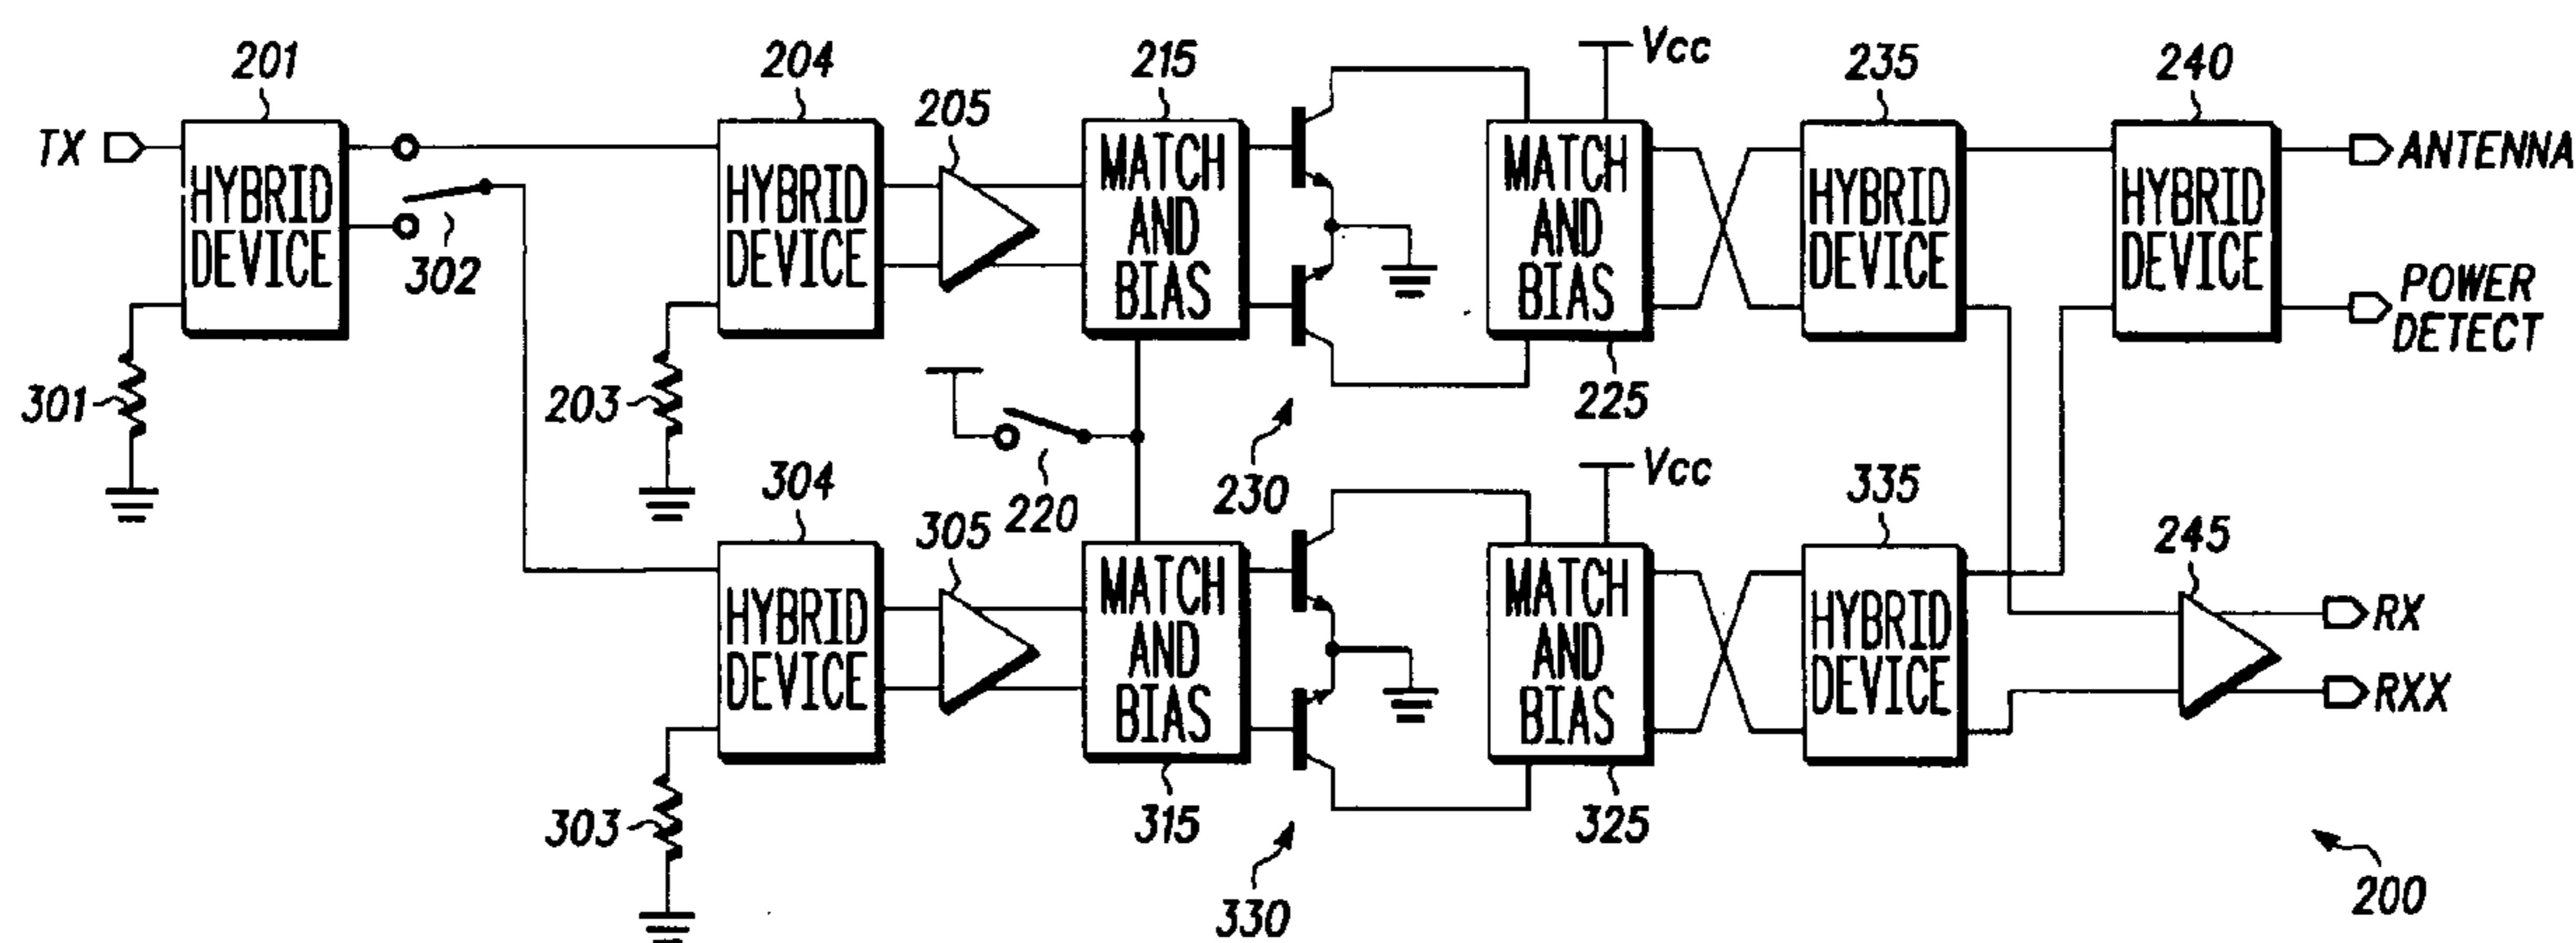 201
204
205
215
Vcc
235
240
TX
HYBRID
DEVICE
302
HYBRID
DEVICE
MATCH
AND
BIAS
MATCH
AND
BIAS
HYBRID
DEVICE
HYBRID
DEVICE
ANTENNA
POWER
DETECT
301
203
220
230
225
304
305
Vcc
335
245
HYBRID
DEVICE
MATCH
AND
BIAS
MATCH
AND
BIAS
HYBRID
DEVICE
RX
RXX
303
315
330
325
200